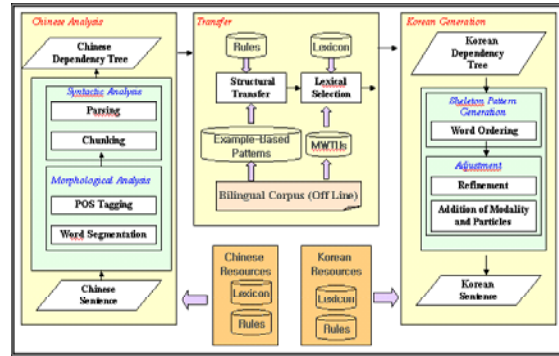 Chinese Analysis
Chinese
Dependency Tree
Syntactic Analysis
Parsing
Chunking
Morphological Analysis
POS Tagging
Word Segmentation
Chinese
Sentence
Transfer
Rules
Lexicon
Structural
Transfer
Lexical
Selection
Example-Based
Patterns
MWTUs
Bilingual Corpus (Off Line)
Chinese
Resources
Lexicon
Rules
Korean
Resources
Lexicon
Rules
Korean Generation
Korean
Dependency
Tree
Skeleton Pattern
Generation
Word Ordering
Adjustment
Refinement
Addition of Modality
and Particles
Korean
Sentence